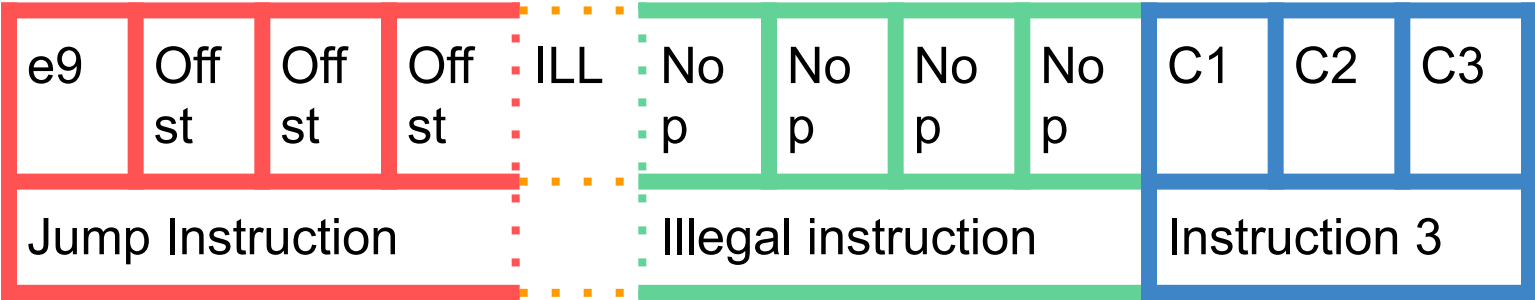 e9 Off Off Off ILL No No No No C1 C2 C3
st st st p p p p
Jump Instruction Illegal instruction Instruction 3